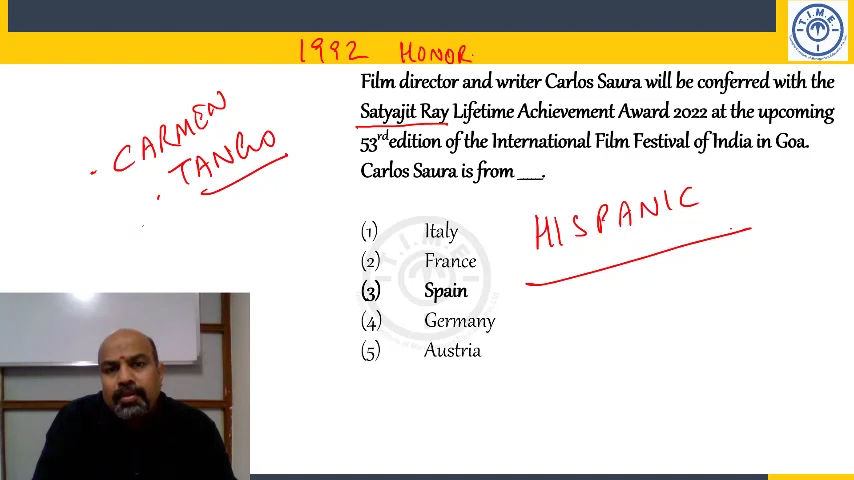 T.I.M.E.
1992 HONOR.
Film director and writer Carlos Saura will be conferred with the
Satyajit Ray Lifetime Achievement Award 2022 at the upcoming
53rd edition of the International Film Festival of India in Goa.
Carlos Saura is from ____.
. CARMEN
. TANGO
HISPANIC
(1) Italy
(2) France
(3) Spain
(4) Germany
(5) Austria